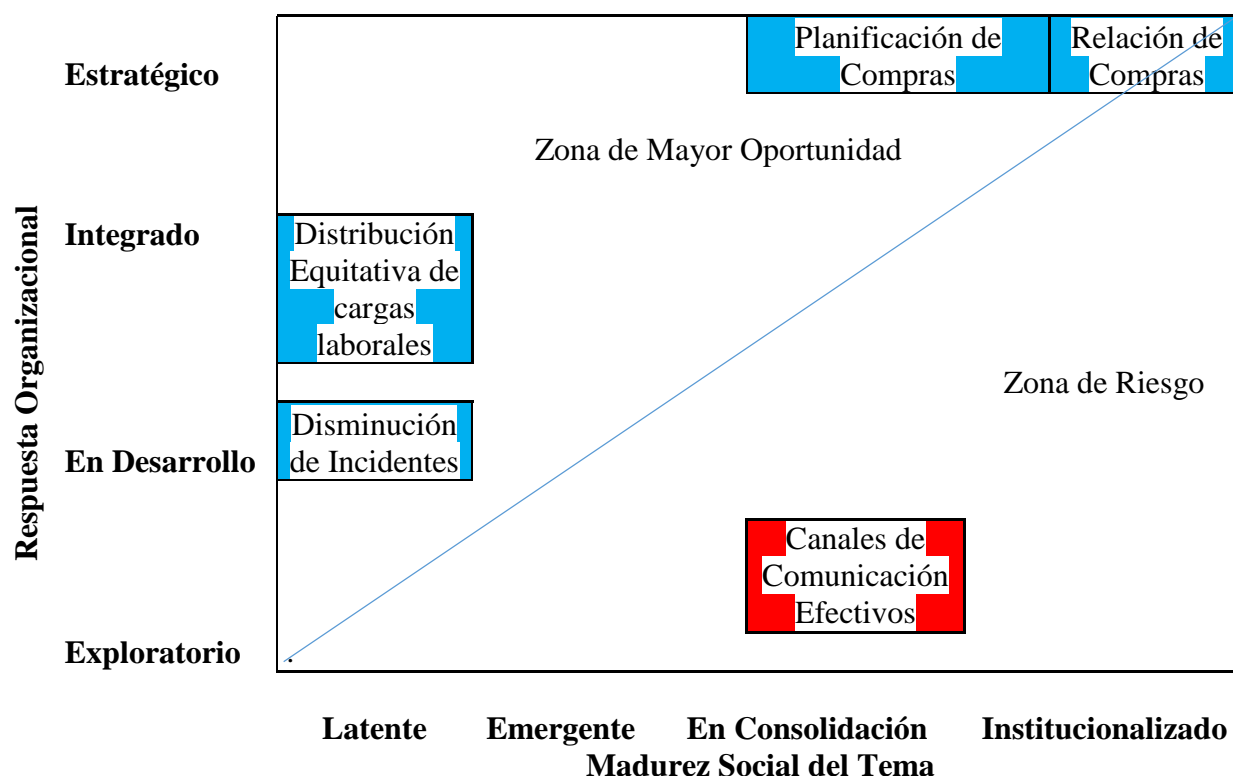 Planificación de
Compras
Relación de
Compras
Estratégico
Zona de Mayor Oportunidad
Integrado
Distribución
Equitativa de
cargas
laborales
Respuesta Organizacional
Zona de Riesgo
Disminución
de Incidentes
En Desarrollo
Canales de
Comunicación
Efectivos
Exploratorio
.
Latente
Emergente
En Consolidación
Institucionalizado
Madurez Social del Tema